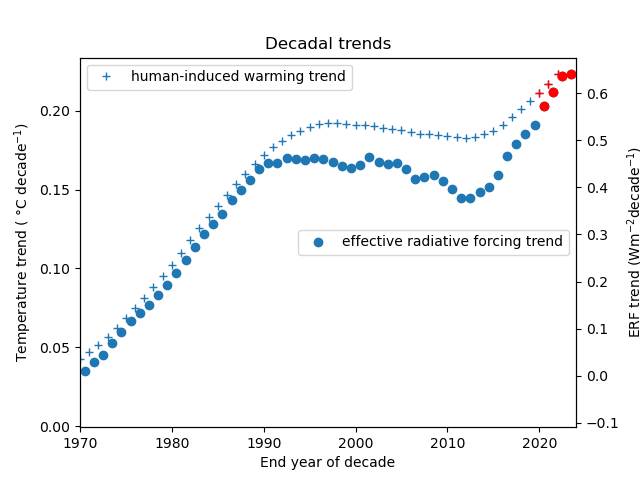 Decadal trends
human-induced warming trend
effective radiative forcing trend
Temperature trend ( °C decade⁻¹)
0.20
0.15
0.10
0.05
0.00
ERF trend (Wm⁻²decade⁻¹)
0.6
0.5
0.4
0.3
0.2
0.1
0.0
−0.1
1970 1980 1990 2000 2010 2020
End year of decade